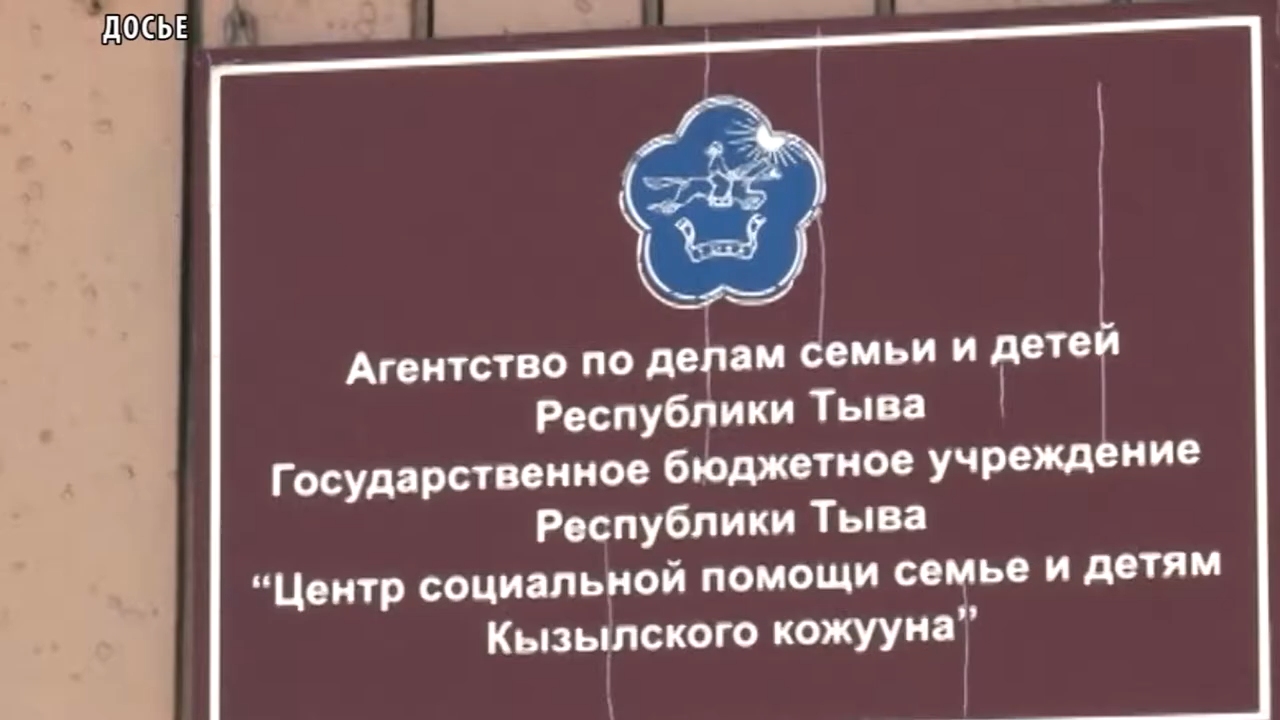 ДОСЬЕ
Агентство по делам семьи и детей
Республики Тыва
Государственное бюджетное учреждение
Республики Тыва
“Центр социальной помощи семье и детям
Кызылского кожууна”